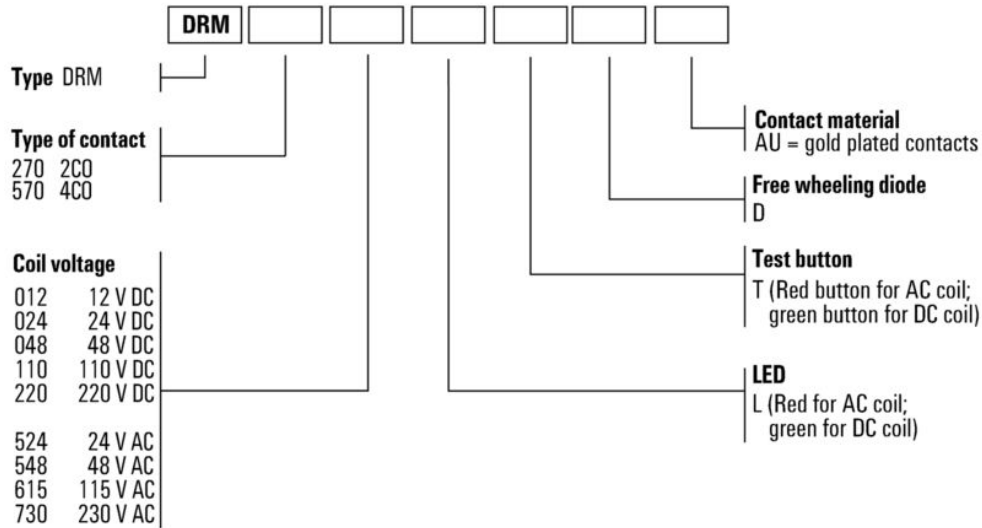 DRM
Type DRM
Type of contact
270 2CO
570 4CO
Coil voltage
012 12 V DC
024 24 V DC
048 48 V DC
110 110 V DC
220 220 V DC
524 24 V AC
548 48 V AC
615 115 V AC
730 230 V AC
Contact material
AU = gold plated contacts
Free wheeling diode
D
Test button
T (Red button for AC coil;
green button for DC coil)
LED
L (Red for AC coil;
green for DC coil)